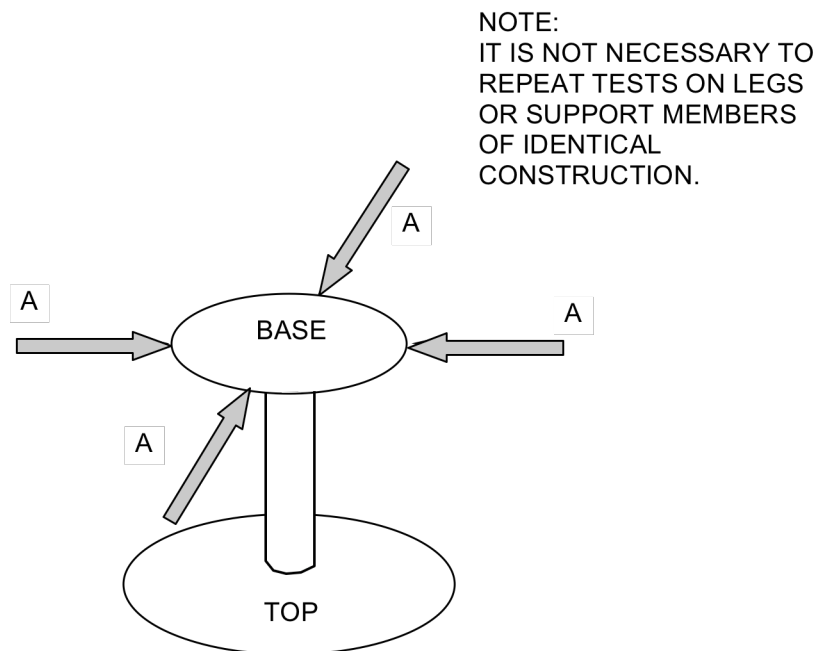 NOTE:
IT IS NOT NECESSARY TO
REPEAT TESTS ON LEGS
OR SUPPORT MEMBERS
OF IDENTICAL
CONSTRUCTION.
A
A
A
BASE
A
TOP